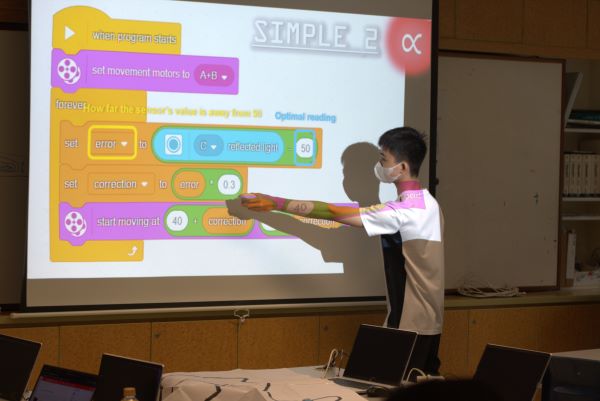 SIMPLE 2
∝
when program starts
set movement motors to A+B
forever
How far the sensor's value is away from 50
Optimal reading
set error to C reflected light - 50
set correction to error * 0.3
start moving at 40 + correction 40 correction